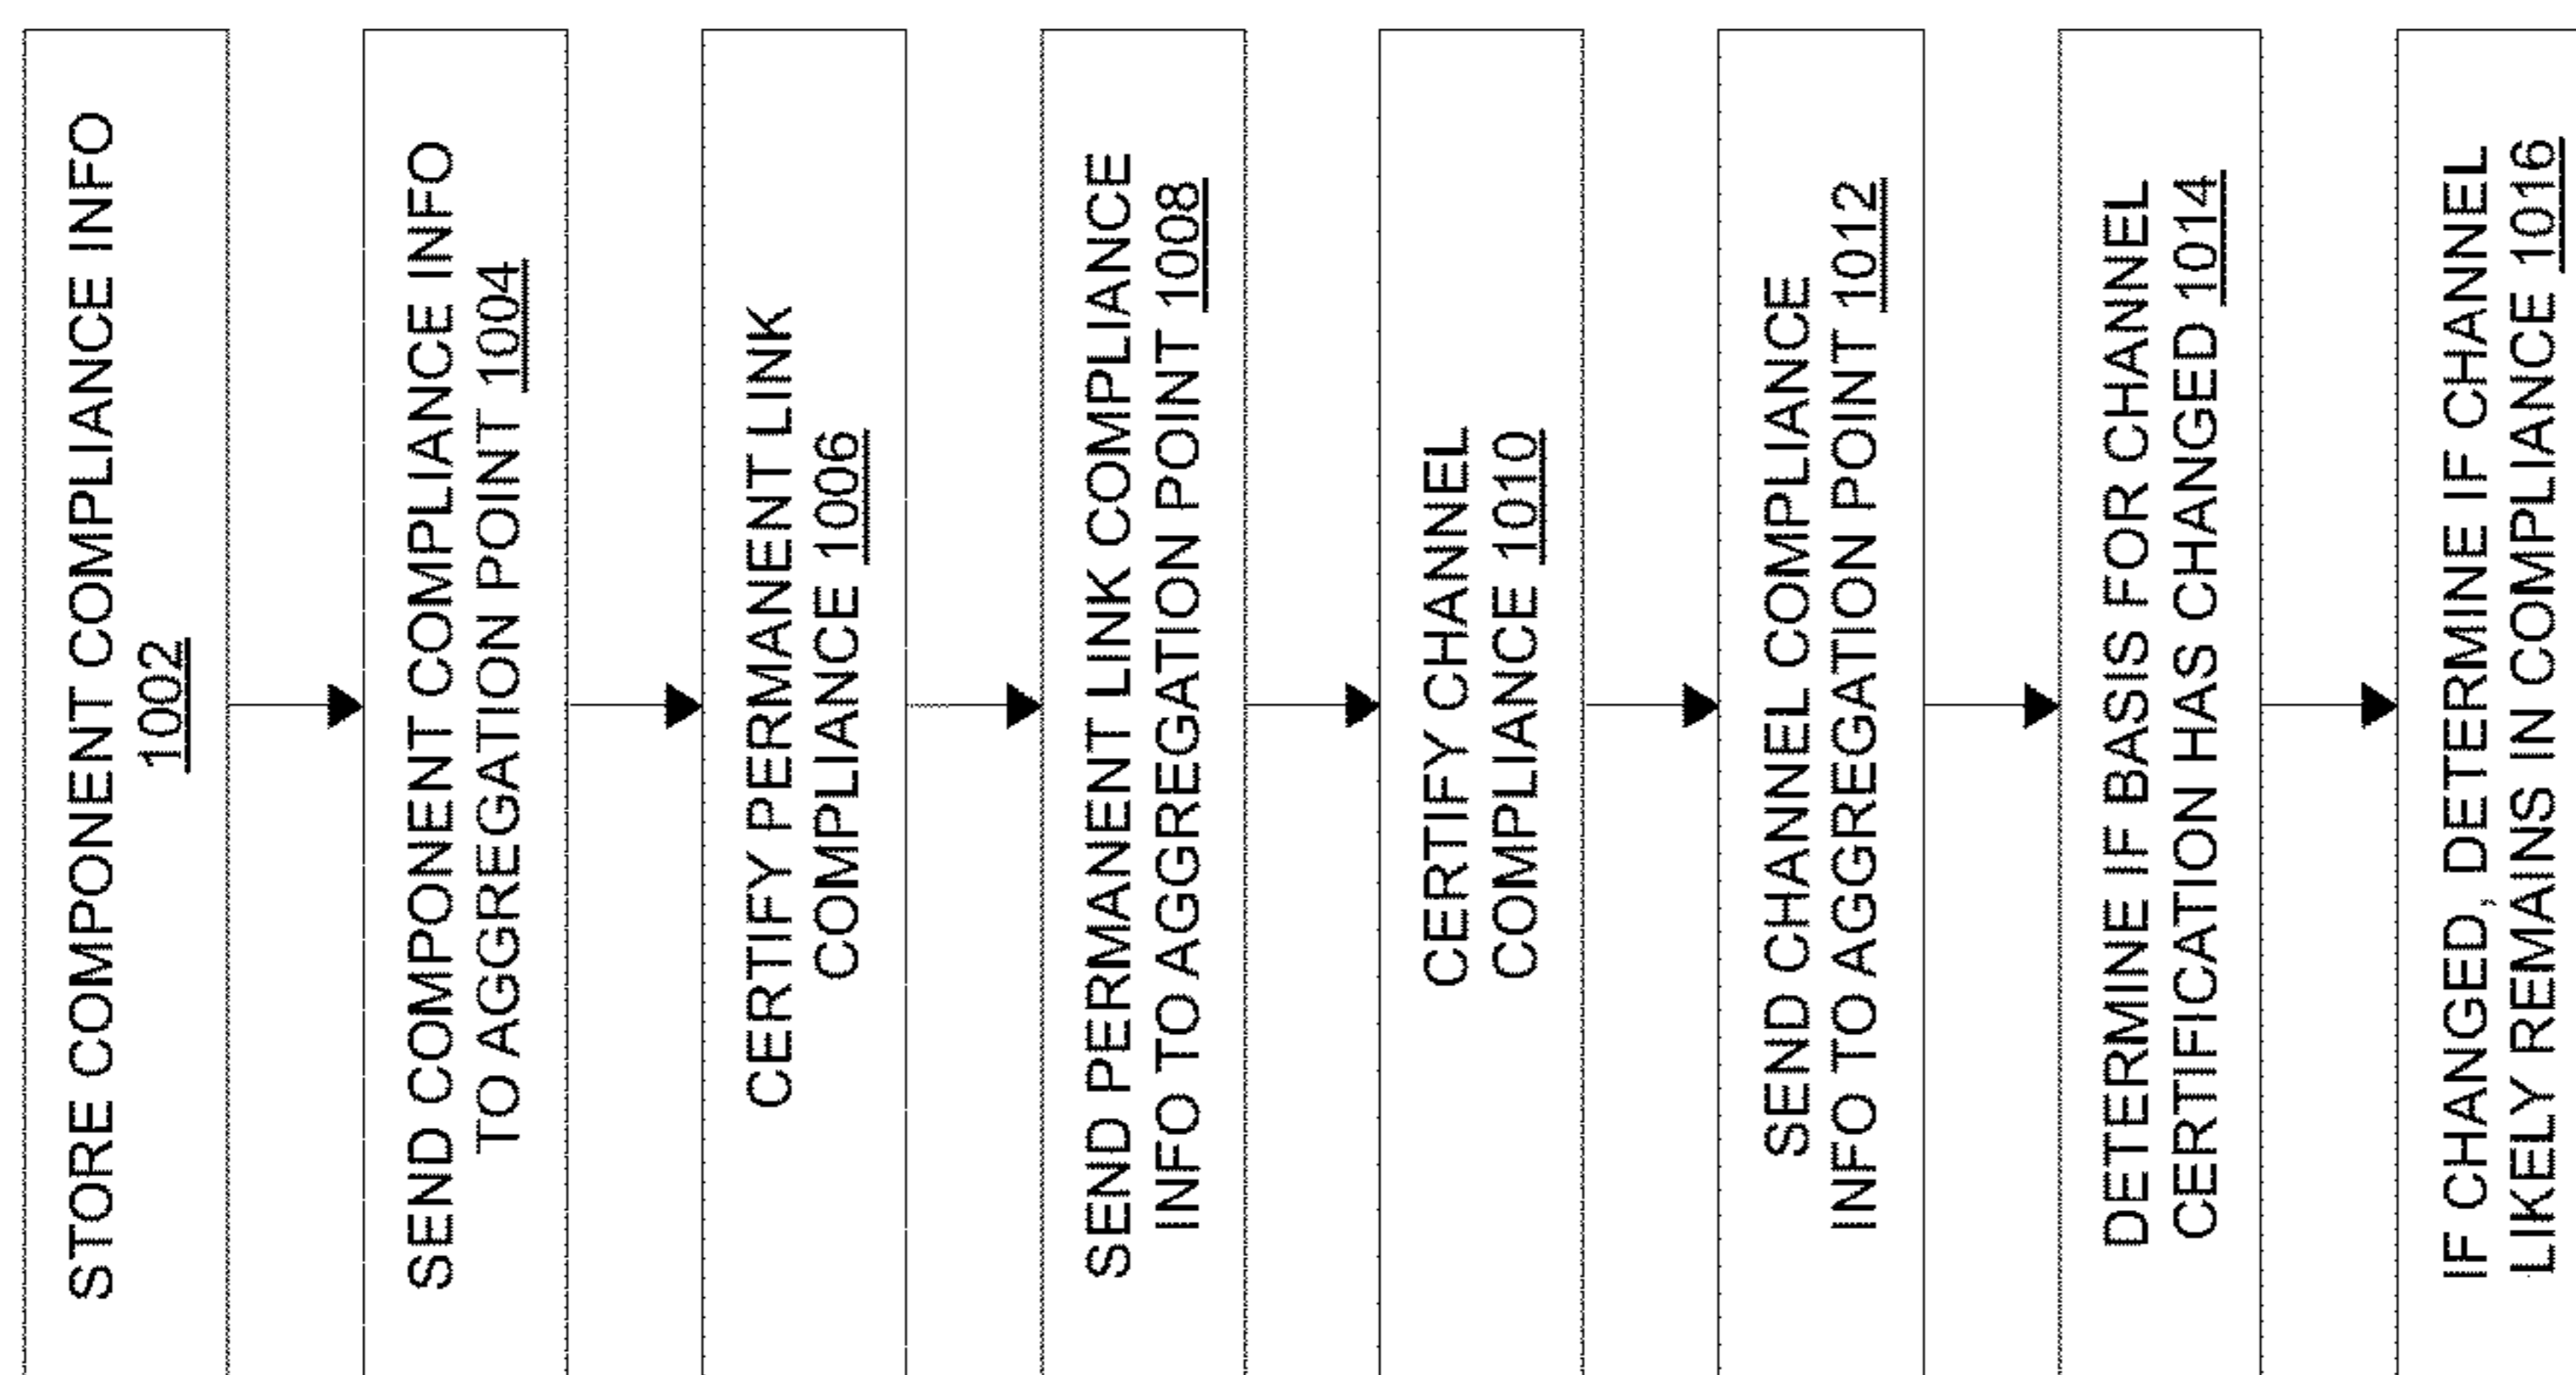 STORE COMPONENT COMPLIANCE INFO
1002
SEND COMPONENT COMPLIANCE INFO
TO AGGREGATION POINT 1004
CERTIFY PERMANENT LINK
COMPLIANCE 1006
SEND PERMANENT LINK COMPLIANCE
INFO TO AGGREGATION POINT 1008
CERTIFY CHANNEL
COMPLIANCE 1010
SEND CHANNEL COMPLIANCE
INFO TO AGGREGATION POINT 1012
DETERMINE IF BASIS FOR CHANNEL
CERTIFICATION HAS CHANGED 1014
IF CHANGED, DETERMINE IF CHANNEL
LIKELY REMAINS IN COMPLIANCE 1016